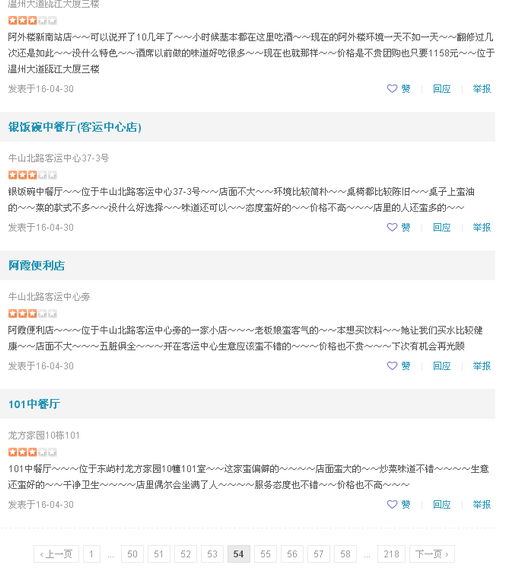 温州大道瓯江大厦三楼
阿外楼新南站店～～可以说开了10几年了～～小时候基本都在这里吃酒～～现在的阿外楼环境一天不如一天～～翻修过几
次还是如此～～没什么特色～～酒席以前做的味道好吃很多～～现在也就那样～～价格是不贵团购也只要1158元～～位于
温州大道瓯江大厦三楼
发表于16-04-30
赞 | 回应 | 举报
银饭碗中餐厅(客运中心店)
牛山北路客运中心37-3号
银饭碗中餐厅～～位于牛山北路客运中心37-3号～～店面不大～～环境比较简朴～～桌椅都比较陈旧～～桌子上蛮油
的～～菜的款式不多～～没什么好选择～～味道还可以～～态度蛮好的～～价格不高～～～店里的人还蛮多的～～
发表于16-04-30
赞 | 回应 | 举报
阿霞便利店
牛山北路客运中心旁
阿霞便利店～～～位于牛山北路客运中心旁的一家小店～～～老板娘蛮客气的～～本想买饮料～～她让我们买水比较健
康～～店面不大～～～五脏俱全～～～开在客运中心生意应该蛮不错的～～～价格也不贵～～～下次有机会再光顾
发表于16-04-30
赞 | 回应 | 举报
101中餐厅
龙方家园10栋101
101中餐厅～～～位于东屿村龙方家园10幢101室～～这家蛮偏僻的～～～～店面蛮大的～～炒菜味道不错～～～～生意
还蛮好的～～干净卫生～～～～店里偶尔会坐满了人～～～～服务态度也不错～～价格也不高～～～
发表于16-04-30
赞 | 回应 | 举报
‹ 上一页 1 ... 50 51 52 53 54 55 56 57 58 ... 218 下一页 ›